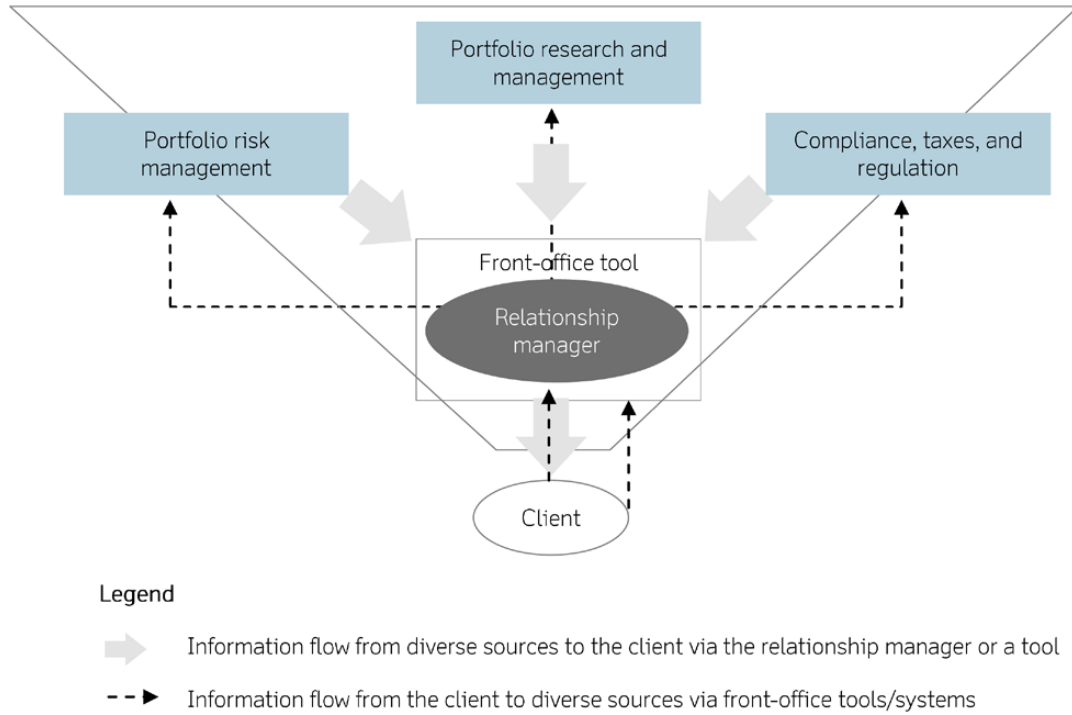 Portfolio research and
management
Portfolio risk
management
Compliance, taxes, and
regulation
Front-office tool
Relationship
manager
Client
Legend
Information flow from diverse sources to the client via the relationship manager or a tool
Information flow from the client to diverse sources via front-office tools/systems